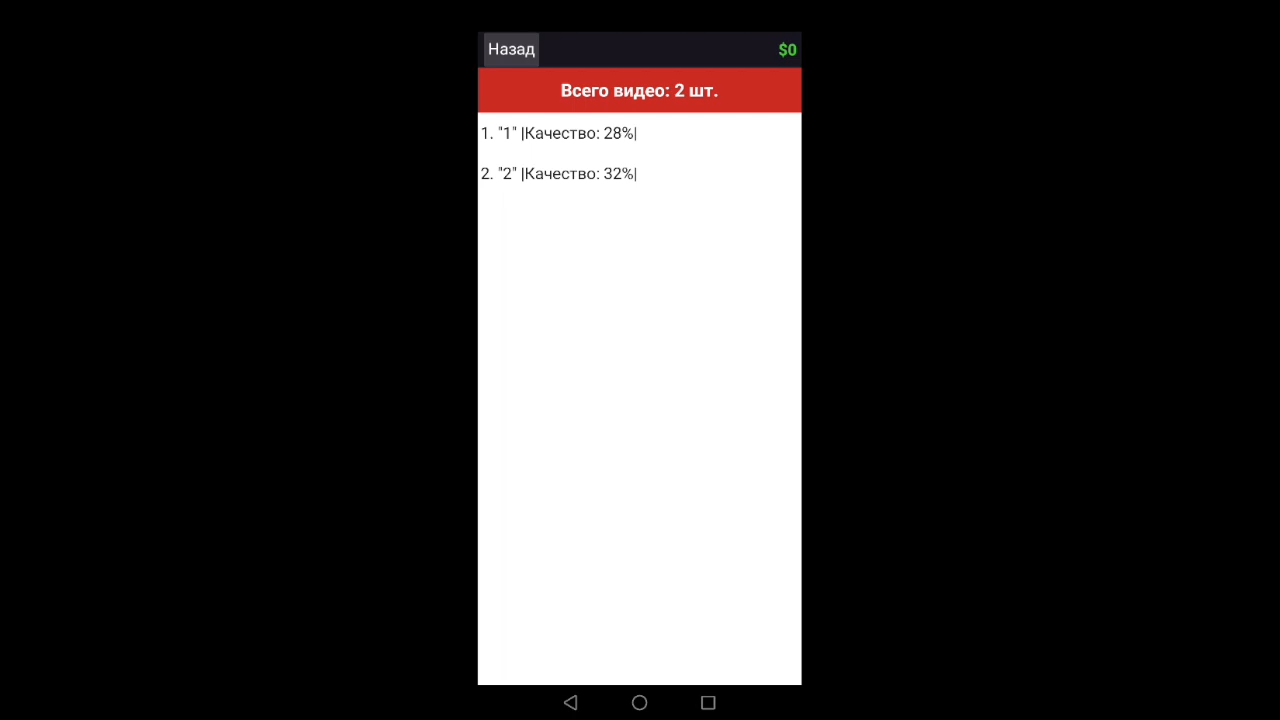 Назад
$0
Всего видео: 2 шт.
1. "1" |Качество: 28%|
2. "2" |Качество: 32%|